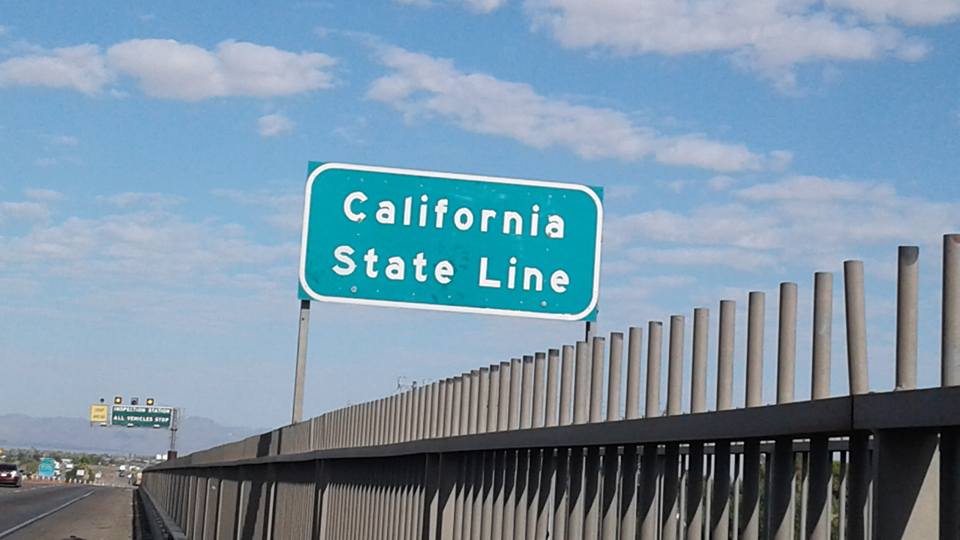 California
State Line
INSPECTION STATION
ALL VEHICLES STOP